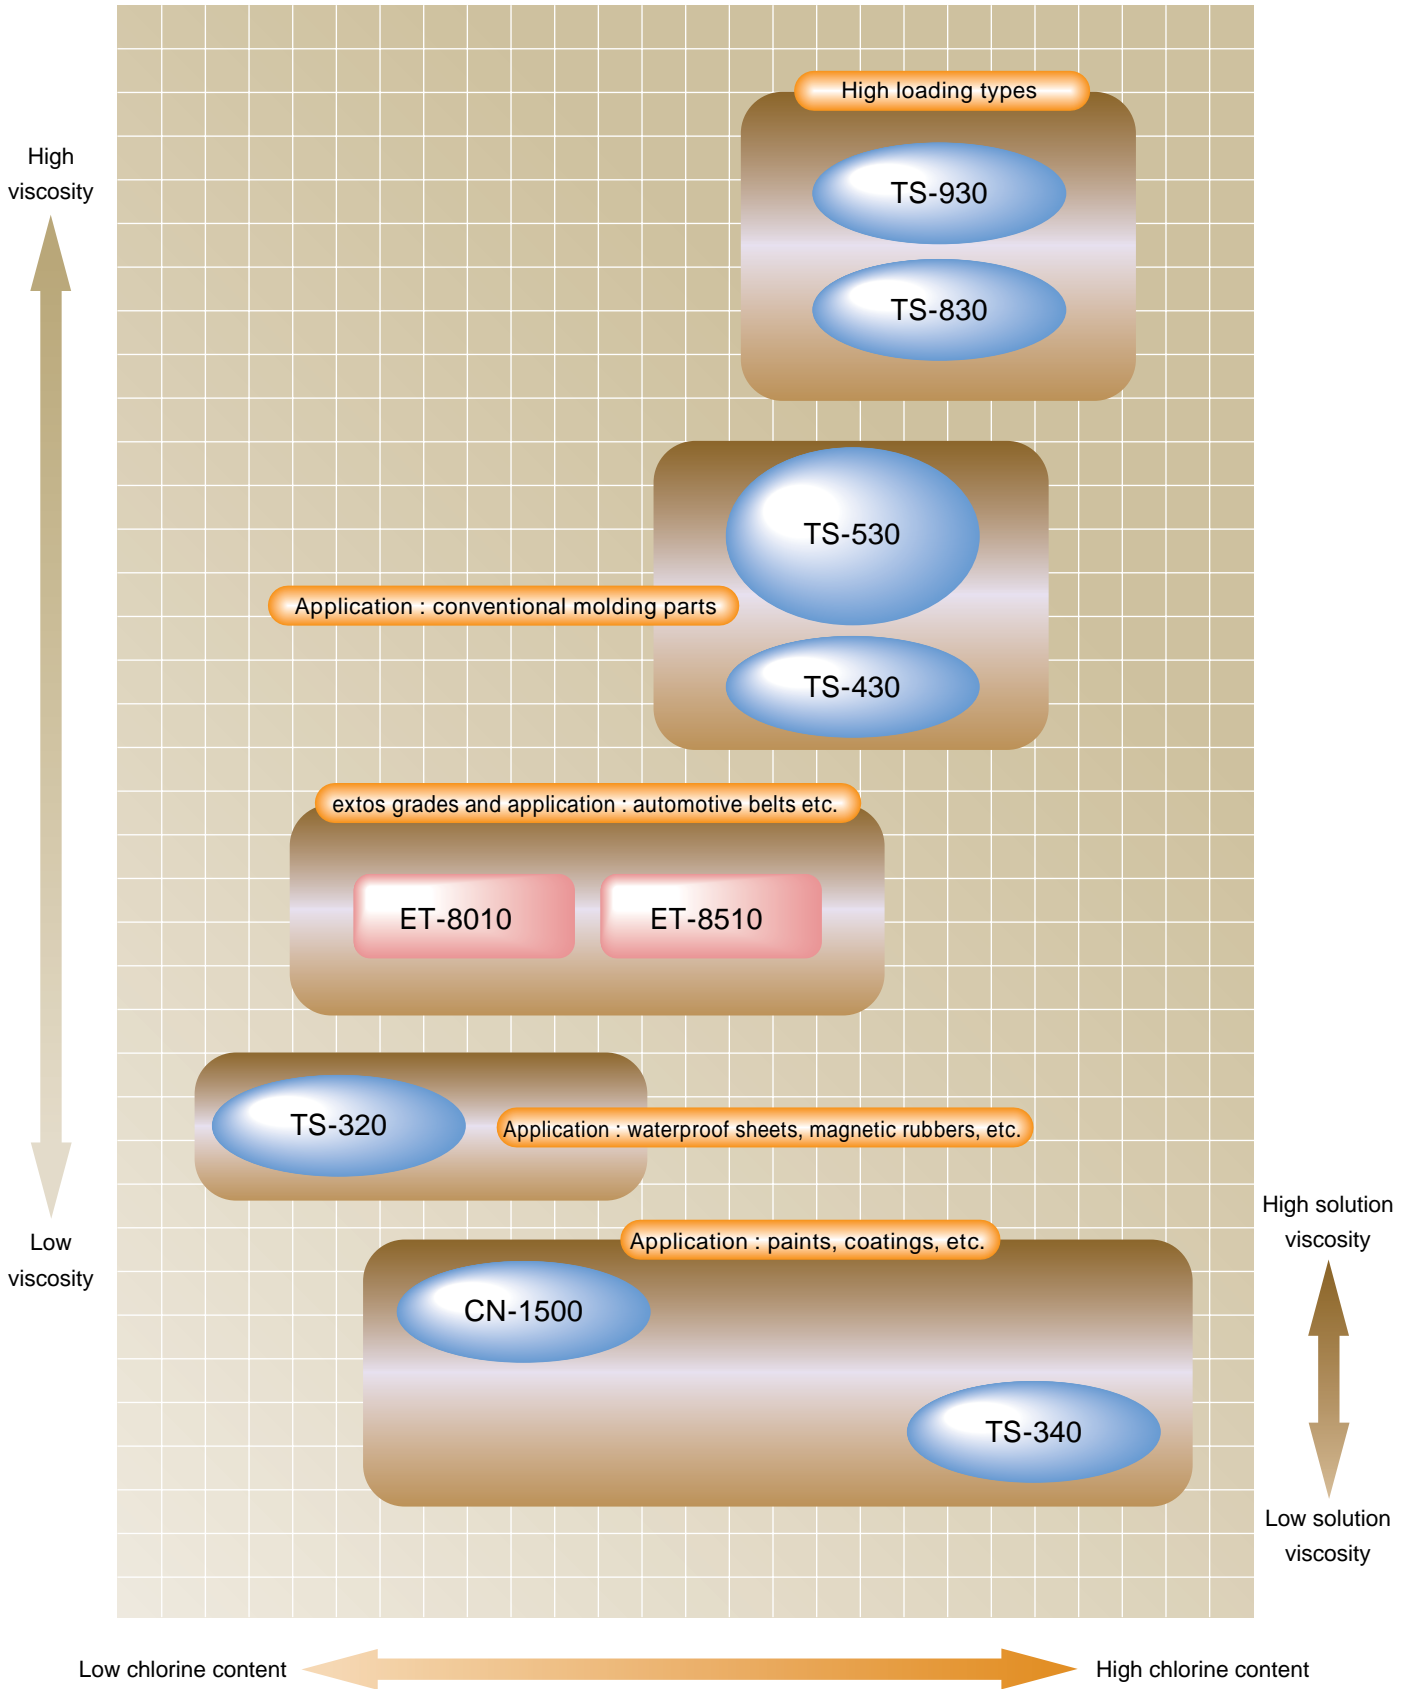 High loading types
High
viscosity
TS-930
TS-830
TS-530
Application : conventional molding parts
TS-430
extos grades and application : automotive belts etc.
ET-8010
ET-8510
TS-320
Application : waterproof sheets, magnetic rubbers, etc.
Low
viscosity
High solution
viscosity
Application : paints, coatings, etc.
CN-1500
TS-340
Low solution
viscosity
Low chlorine content
High chlorine content